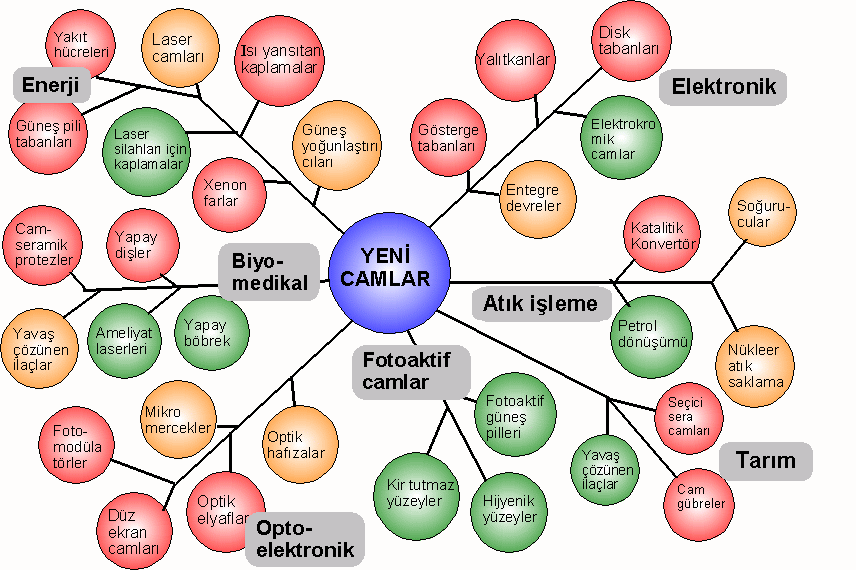 Yakıt
hücreleri
Laser
camları
Isı yansıtan
kaplamalar
Enerji
Güneş pili
tabanları
Laser
silahları için
kaplamalar
Güneş
yoğunlaştırı
cıları
Xenon
farlar
Disk
tabanları
Yalıtkanlar
Elektronik
Gösterge
tabanları
Elektrokro
mik
camlar
Entegre
devreler
Cam-
seramik
protezler
Yapay
dişler
Biyo-
medikal
Yavaş
çözünen
ilaçlar
Ameliyat
laserleri
Yapay
böbrek
YENİ
CAMLAR
Katalitik
Konvertör
Soğuru-
cular
Atık işleme
Petrol
dönüşümü
Nükleer
atık
saklama
Fotoaktif
camlar
Fotoaktif
güneş
pilleri
Kir tutmaz
yüzeyler
Hijyenik
yüzeyler
Seçici
sera
camları
Yavaş
çözünen
ilaçlar
Tarım
Cam
gübreler
Mikro
mercekler
Optik
hafızalar
Foto-
modüla
törler
Düz
ekran
camları
Optik
elyaflar
Opto-
elektronik